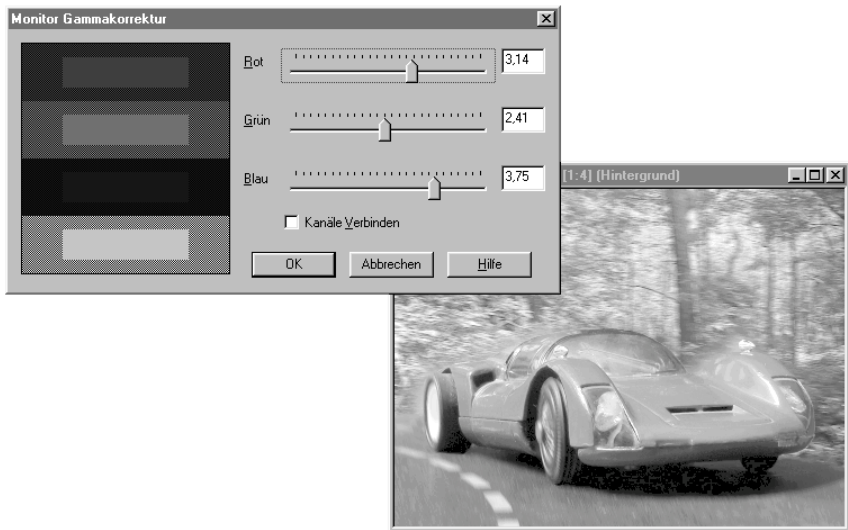 Monitor Gammakorrektur
Rot 3,14
Grün 2,41
Blau 3,75
Kanäle Verbinden
OK Abbrechen Hilfe
[1:4] (Hintergrund)